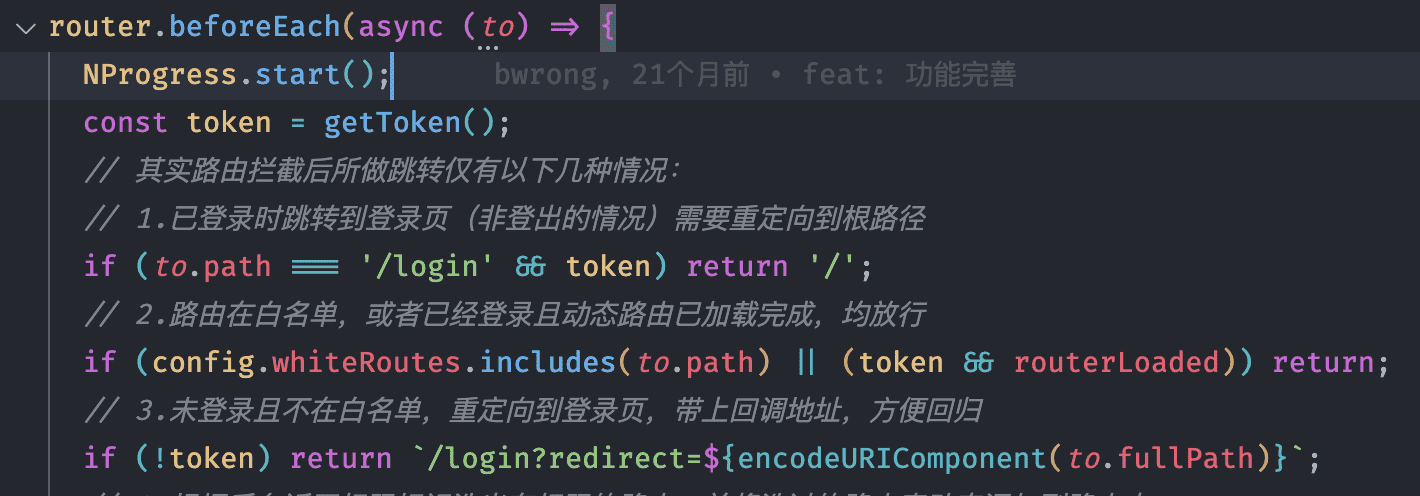 router.beforeEach(async (to) => {
NProgress.start(); bwrong, 21个月前 • feat: 功能完善
const token = getToken();
// 其实路由拦截后所做跳转仅有以下几种情况：
// 1.已登录时跳转到登录页（非登出的情况）需要重定向到根路径
if (to.path === '/login' && token) return '/';
// 2.路由在白名单，或者已经登录且动态路由已加载完成，均放行
if (config.whiteRoutes.includes(to.path) || (token && routerLoaded)) return;
// 3.未登录且不在白名单，重定向到登录页，带上回调地址，方便回归
if (!token) return `/login?redirect=${encodeURIComponent(to.fullPath)}`;